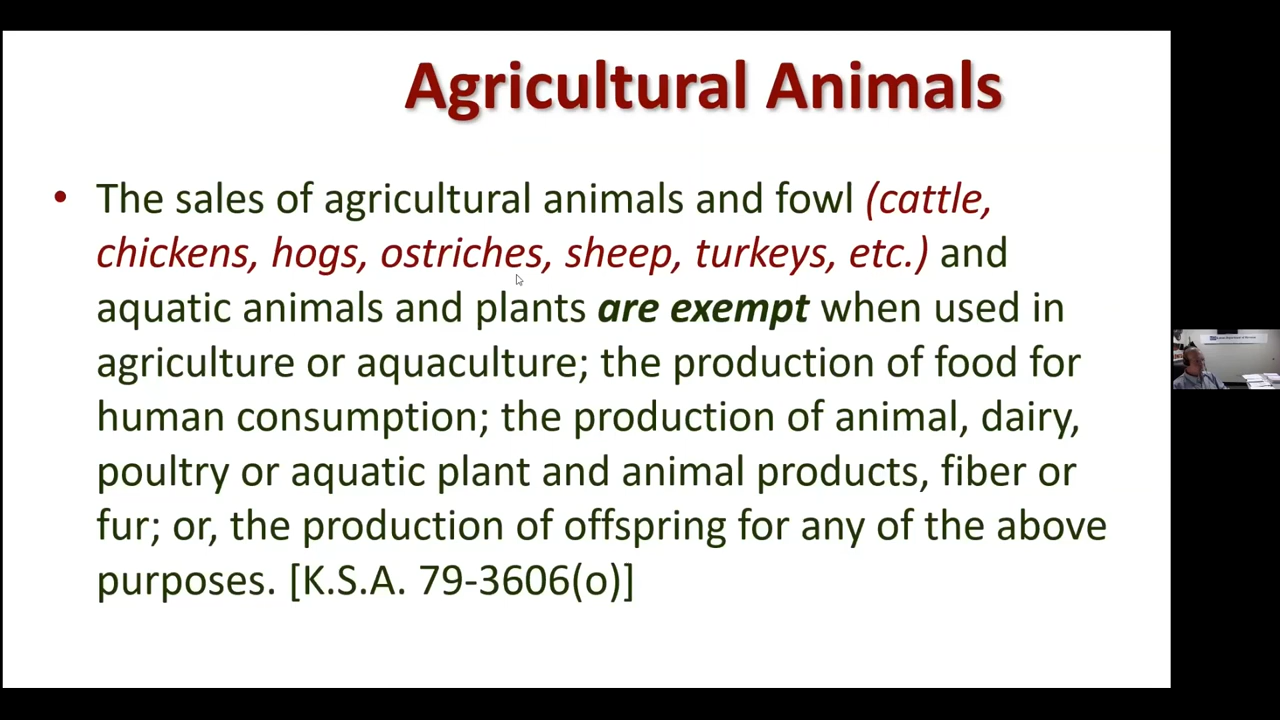 Agricultural Animals
• The sales of agricultural animals and fowl (cattle,
chickens, hogs, ostriches, sheep, turkeys, etc.) and
aquatic animals and plants are exempt when used in
agriculture or aquaculture; the production of food for
human consumption; the production of animal, dairy,
poultry or aquatic plant and animal products, fiber or
fur; or, the production of offspring for any of the above
purposes. [K.S.A. 79-3606(o)]